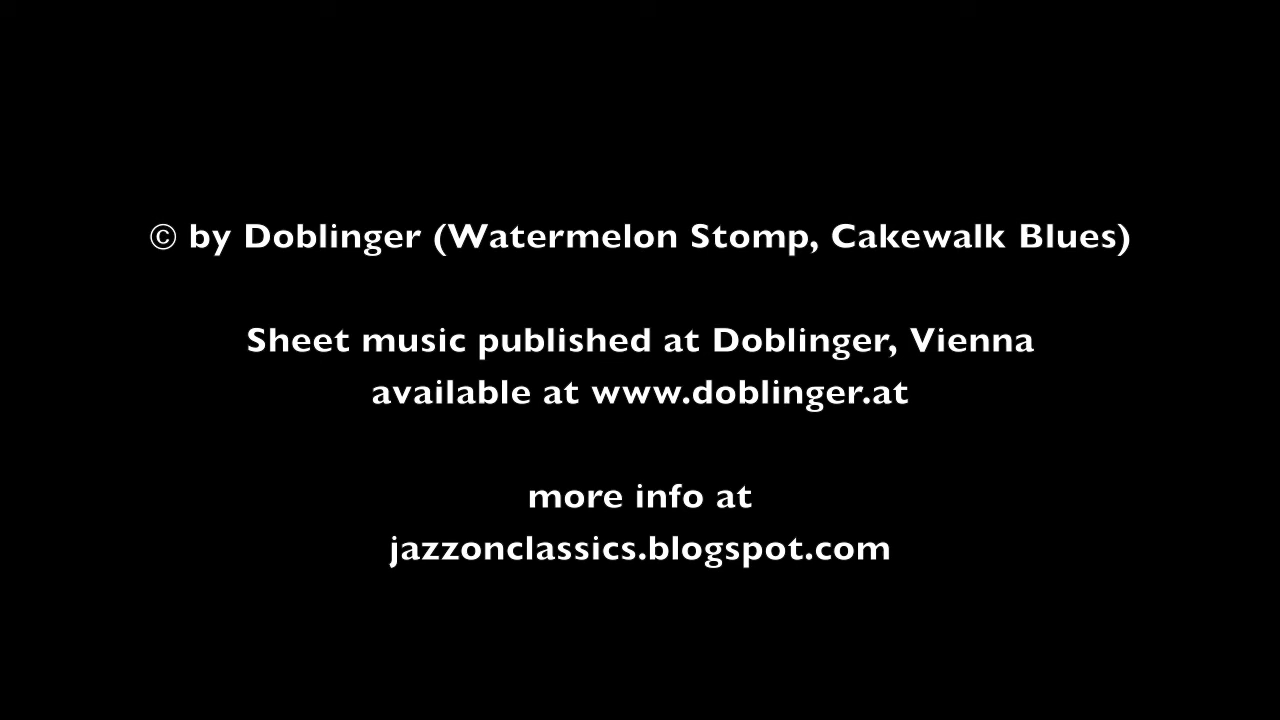 © by Doblinger (Watermelon Stomp, Cakewalk Blues)
Sheet music published at Doblinger, Vienna
available at www.doblinger.at
more info at
jazzonclassics.blogspot.com